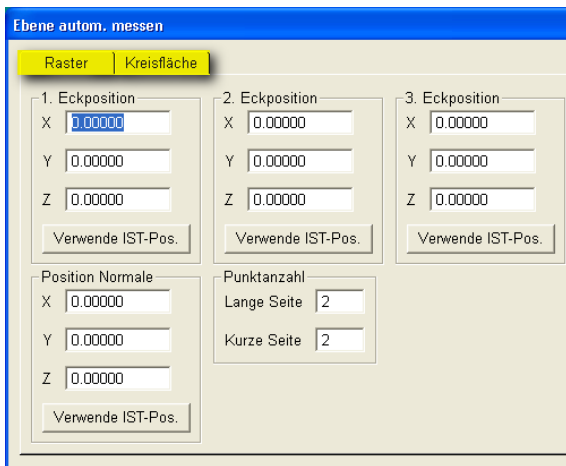 Ebene autom. messen
Raster Kreisfläche
1. Eckposition 2. Eckposition 3. Eckposition
X 0.00000 X 0.00000 X 0.00000
Y 0.00000 Y 0.00000 Y 0.00000
Z 0.00000 Z 0.00000 Z 0.00000
Verwende IST-Pos. Verwende IST-Pos. Verwende IST-Pos.
Position Normale Punktanzahl
X 0.00000 Lange Seite 2
Y 0.00000 Kurze Seite 2
Z 0.00000
Verwende IST-Pos.